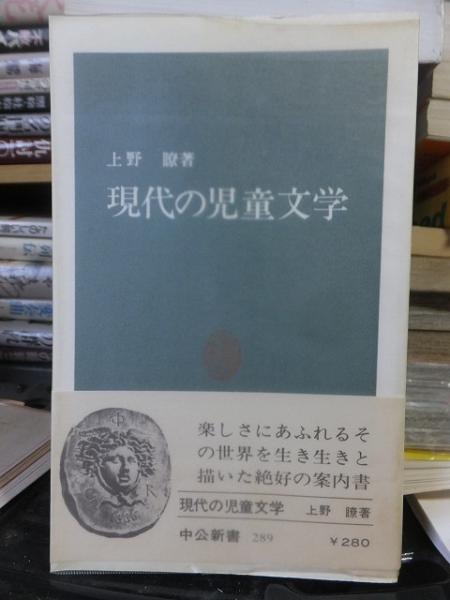 上野 瞭著
現代の児童文学
楽しさにあふれるそ
の世界を生き生きと
描いた絶好の案内書
現代の児童文学 上野 瞭著
中公新書 289 ￥280